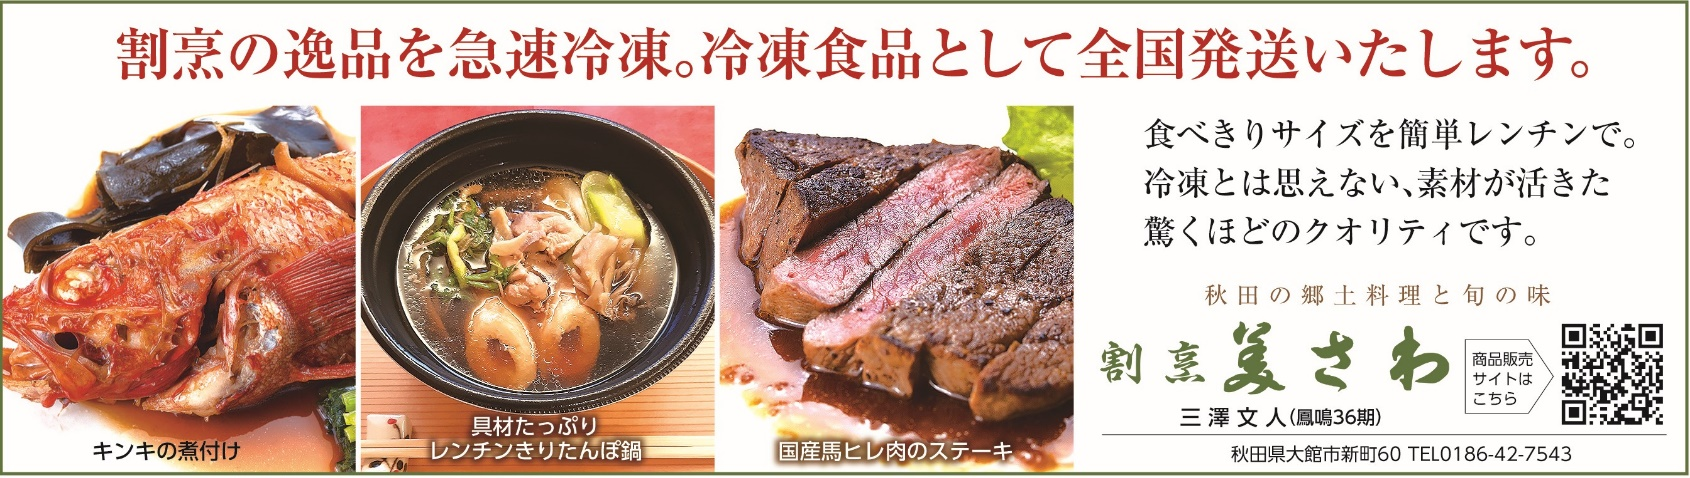 割烹の逸品を急速冷凍。冷凍食品として全国発送いたします。
食べきりサイズを簡単レンチンで。
冷凍とは思えない、素材が活きた
驚くほどのクオリティです。
秋田の郷土料理と旬の味
割烹 美さわ
商品販売
サイトは
こちら
三澤文人(鳳鳴36期)
秋田県大館市新町60 TEL0186-42-7543
キンキの煮付け
具材たっぷり
レンチンきりたんぽ鍋
国産馬ヒレ肉のステーキ